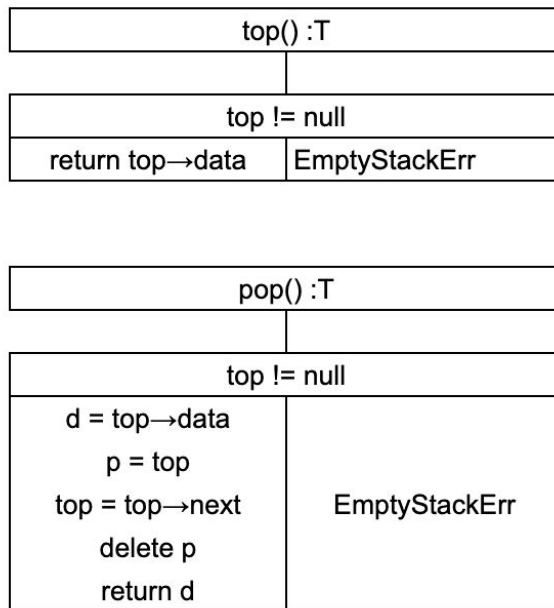 top() :T
top != null
return top→data
EmptyStackErr
pop() :T
top != null
d = top→data
p = top
top = top→next
delete p
return d
EmptyStackErr